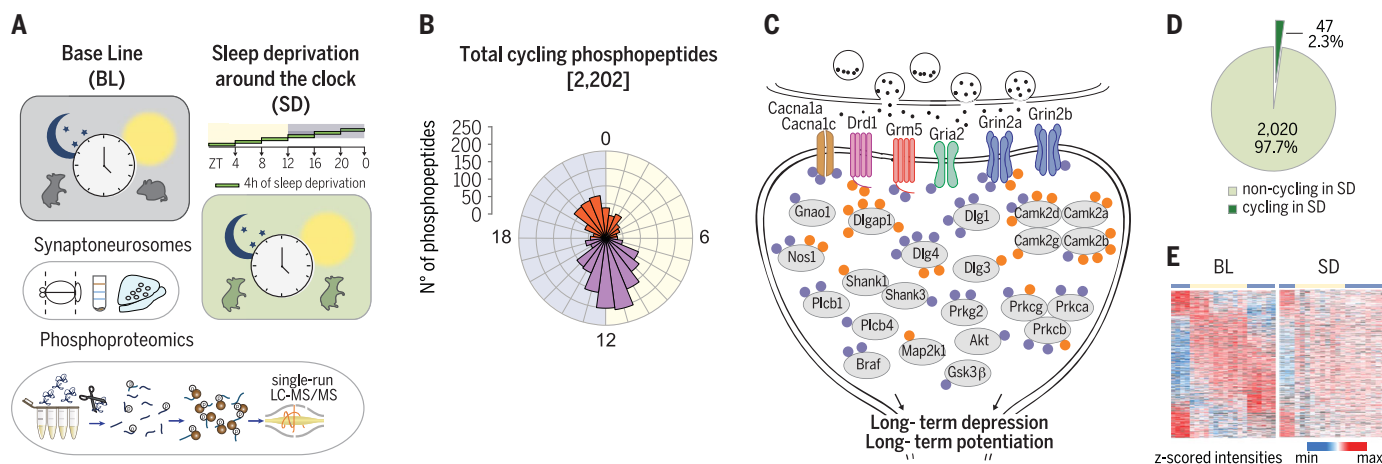 A
Base Line
(BL)
Sleep deprivation
around the clock
(SD)
ZT 4 8 12 16 20 0
4h of sleep deprivation
Synaptoneurosomes
Phosphoproteomics
single-run
LC-MS/MS
B
Total cycling phosphopeptides
[2,202]
N° of phosphopeptides
250
200
150
100
50
0
0
6
12
18
C
Cacna1a
Cacna1c
Drd1
Grm5
Gria2
Grin2a
Grin2b
Gnao1
Dlgap1
Dlg1
Camk2d
Camk2a
Camk2g
Camk2b
Nos1
Dlg4
Dlg3
Shank1
Shank3
Plcb1
Prkg2
Prkcg
Prkca
Prkcb
Plcb4
Map2k1
Akt
Braf
Gsk3β
Long- term depression
Long- term potentiation
D
47
2.3%
2,020
97.7%
non-cycling in SD
cycling in SD
E
BL
SD
z-scored intensities
min
max